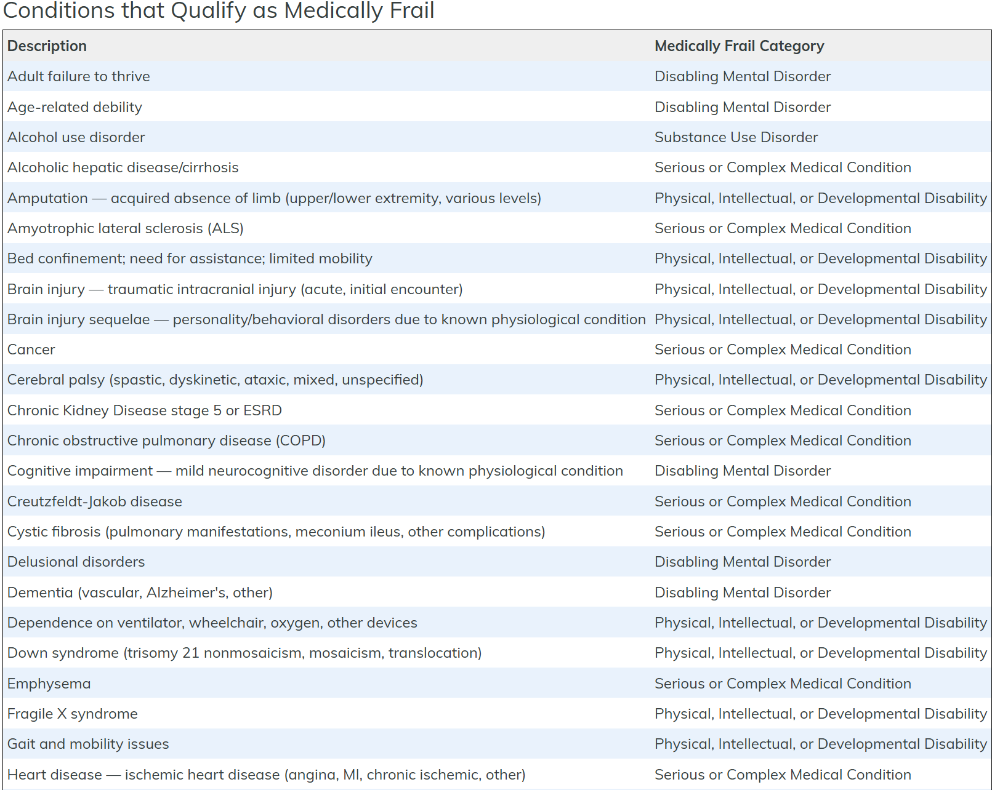 Conditions that Qualify as Medically Frail
Description Medically Frail Category
Adult failure to thrive Disabling Mental Disorder
Age-related debility Disabling Mental Disorder
Alcohol use disorder Substance Use Disorder
Alcoholic hepatic disease/cirrhosis Serious or Complex Medical Condition
Amputation — acquired absence of limb (upper/lower extremity, various levels) Physical, Intellectual, or Developmental Disability
Amyotrophic lateral sclerosis (ALS) Serious or Complex Medical Condition
Bed confinement; need for assistance; limited mobility Physical, Intellectual, or Developmental Disability
Brain injury — traumatic intracranial injury (acute, initial encounter) Physical, Intellectual, or Developmental Disability
Brain injury sequelae — personality/behavioral disorders due to known physiological condition Physical, Intellectual, or Developmental Disability
Cancer Serious or Complex Medical Condition
Cerebral palsy (spastic, dyskinetic, ataxic, mixed, unspecified) Physical, Intellectual, or Developmental Disability
Chronic Kidney Disease stage 5 or ESRD Serious or Complex Medical Condition
Chronic obstructive pulmonary disease (COPD) Serious or Complex Medical Condition
Cognitive impairment — mild neurocognitive disorder due to known physiological condition Disabling Mental Disorder
Creutzfeldt-Jakob disease Serious or Complex Medical Condition
Cystic fibrosis (pulmonary manifestations, meconium ileus, other complications) Serious or Complex Medical Condition
Delusional disorders Disabling Mental Disorder
Dementia (vascular, Alzheimer's, other) Disabling Mental Disorder
Dependence on ventilator, wheelchair, oxygen, other devices Physical, Intellectual, or Developmental Disability
Down syndrome (trisomy 21 nonmosaicism, mosaicism, translocation) Physical, Intellectual, or Developmental Disability
Emphysema Serious or Complex Medical Condition
Fragile X syndrome Physical, Intellectual, or Developmental Disability
Gait and mobility issues Physical, Intellectual, or Developmental Disability
Heart disease — ischemic heart disease (angina, MI, chronic ischemic, other) Serious or Complex Medical Condition